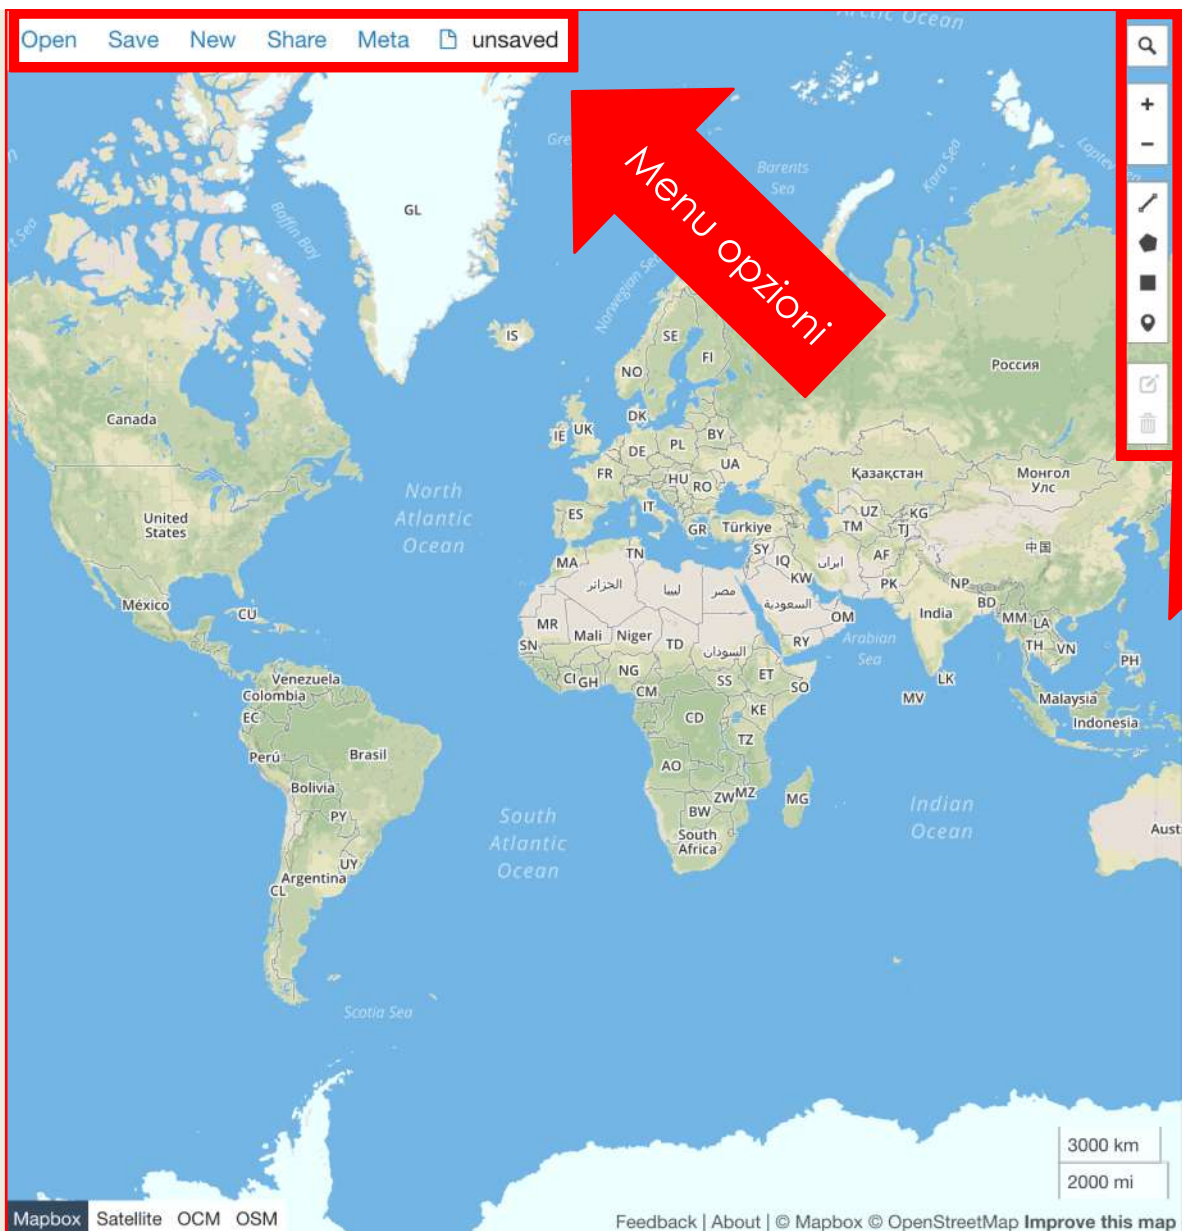 Open Save New Share Meta unsaved
Arctic Ocean
Menu opzioni
Barents
Sea
Kara Sea
Baffin Bay
Norwegian Sea
GL
IS
SE
FI
NO
Россия
Canada
DK
IE UK
BY
DE
PL
UA
FR
HU
RO
Қазақстан
Монгол
Улс
North
Atlantic
Ocean
United
States
ES
IT
GR
Türkiye
UZ
KG
TM
TJ
中国
MA
TN
SY
IQ
KW
ایران
AF
PK
NP
BD
México
CU
الجزائر
ليبيا
مصر
السعودية
OM
India
MM
LA
MR
Mali
Niger
TD
السودان
RY
Arabian
Sea
TH
VN
SN
CI
GH
NG
CM
SS
ET
SO
LK
PH
Venezuela
Colombia
EC
MV
Malaysia
Indonesia
CD
KE
TZ
Perú
Brasil
AO
Bolivia
ZW
MZ
MG
PY
BW
South
Africa
South
Atlantic
Ocean
Indian
Ocean
Aust
UY
Argentina
CL
Scotia Sea
3000 km
2000 mi
Mapbox Satellite OCM OSM
Feedback | About | © Mapbox © OpenStreetMap Improve this map